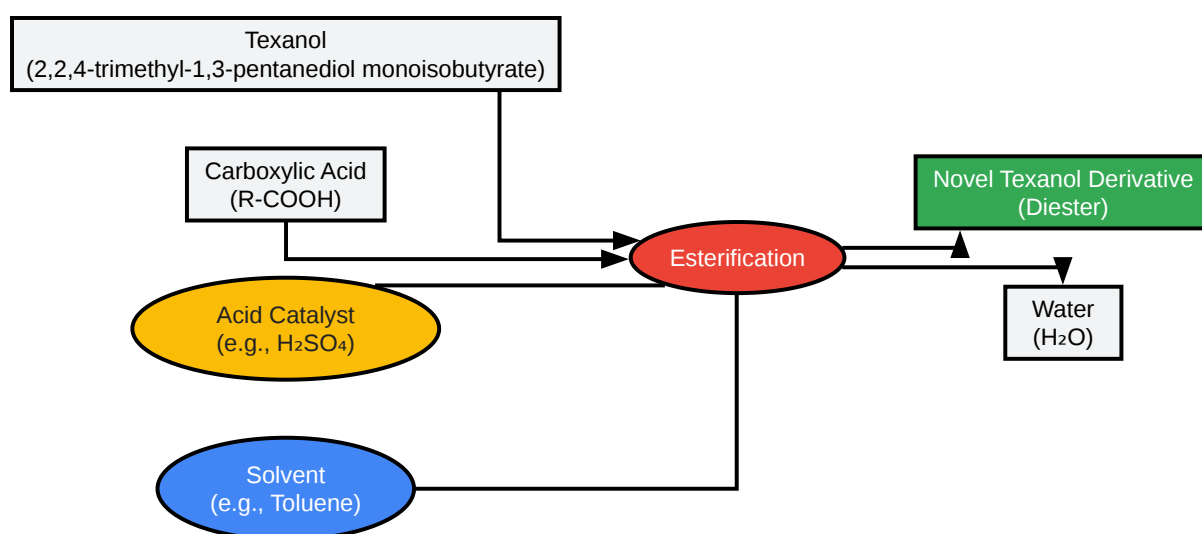 Texanol
(2,2,4-trimethyl-1,3-pentanediol monoisobutyrate)
Carboxylic Acid
(R-COOH)
Novel Texanol Derivative
(Diester)
Esterification
Acid Catalyst
(e.g., H₂SO₄)
Water
(H₂O)
Solvent
(e.g., Toluene)